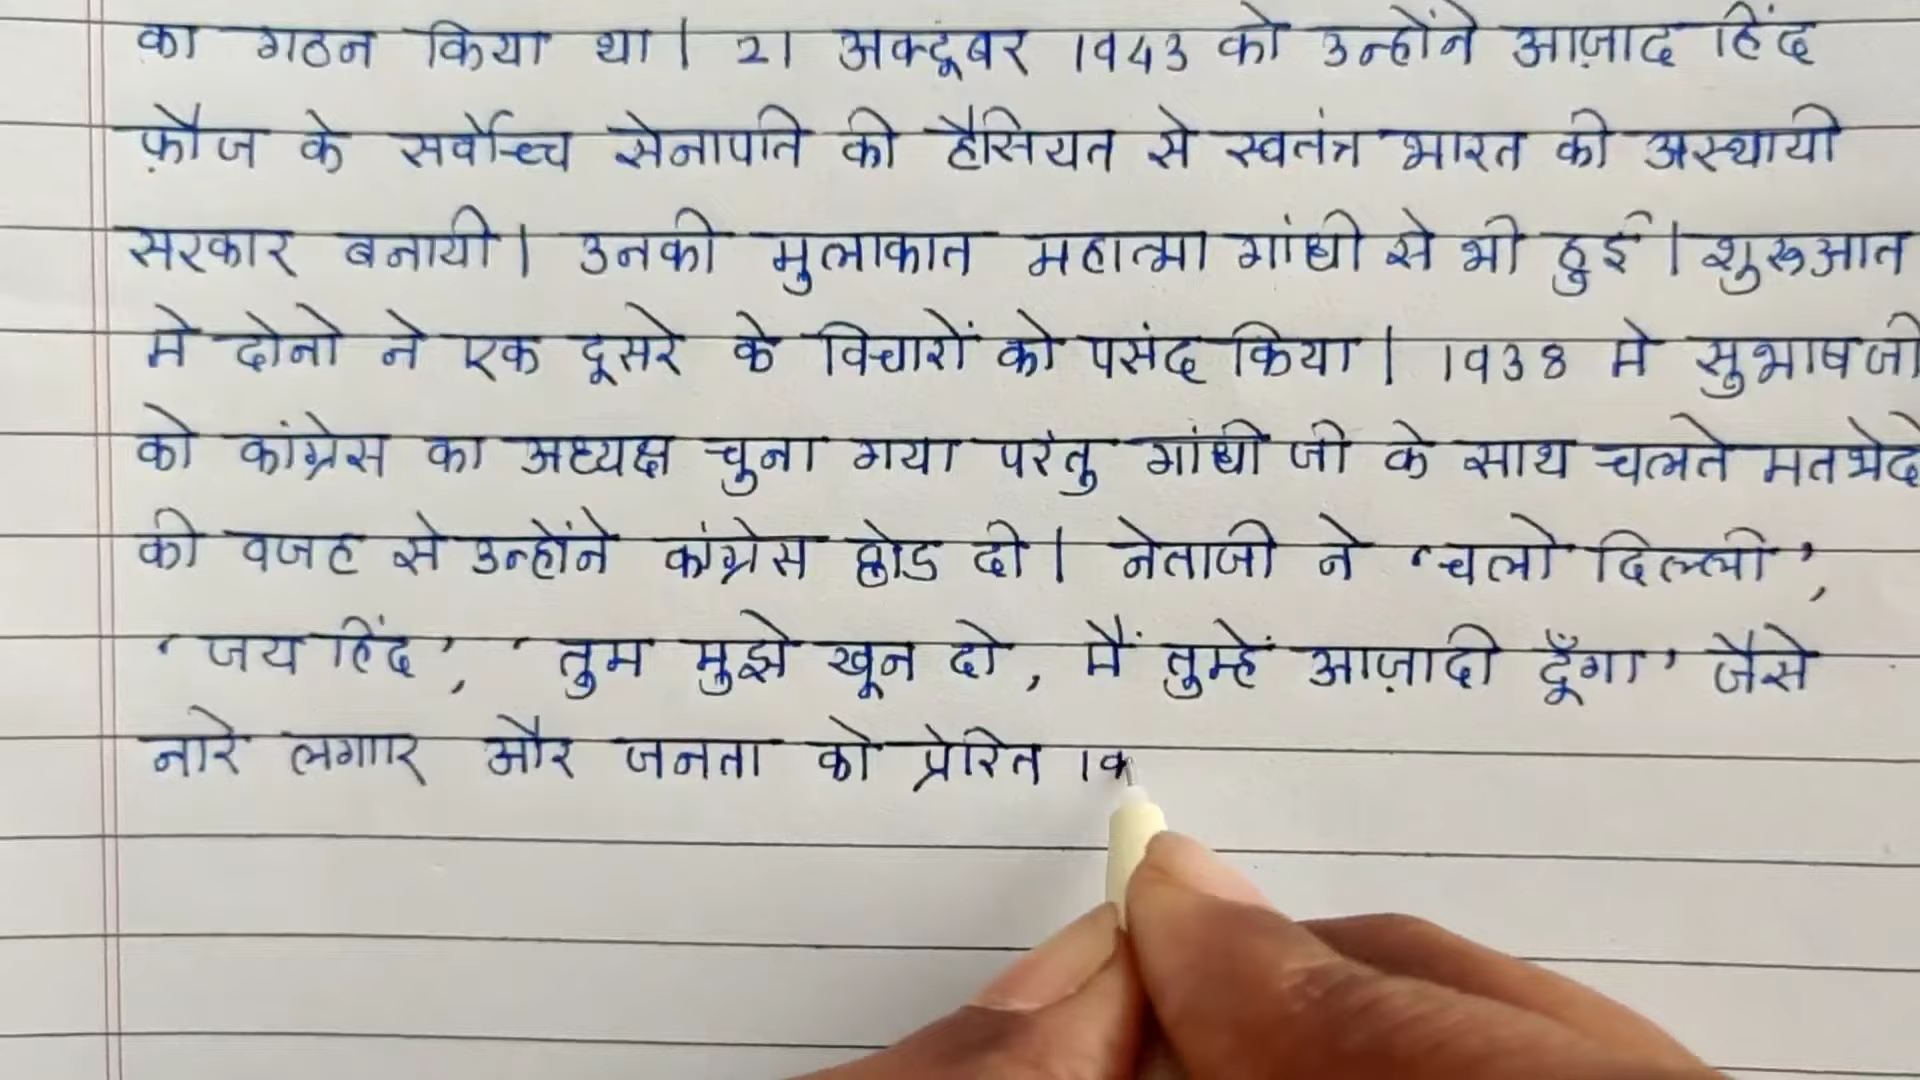 का गठन किया था। 21 अक्टूबर 1943 को उन्होंने आज़ाद हिंद
फ़ौज के सर्वोच्च सेनापति की हैसियत से स्वतंत्र भारत की अस्थायी
सरकार बनायी। उनकी मुलाकात महात्मा गांधी से भी हुई। शुरुआत
मे दोनो ने एक दूसरे के विचारों को पसंद किया। 1938 मे सुभाषजी
को कांग्रेस का अध्यक्ष चुना गया परंतु गांधी जी के साथ चलते मतभेदो
की वजह से उन्होंने कांग्रेस छोड दी। नेताजी ने 'चलो दिल्ली',
'जय हिंद', 'तुम मुझे खून दो, मैं तुम्हें आज़ादी दूँगा' जैसे
नारे लगाए और जनता को प्रेरित